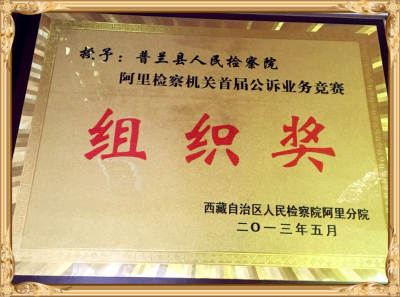 授予：普兰县人民检察院
阿里检察机关首届公诉业务竞赛
组织奖
西藏自治区人民检察院阿里分院
二〇一三年五月